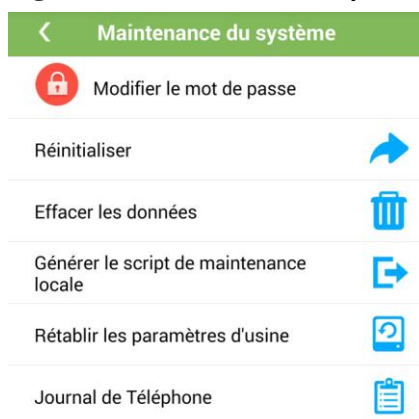 Maintenance du système
Modifier le mot de passe
Réinitialiser
Effacer les données
Générer le script de maintenance
locale
Rétablir les paramètres d'usine
Journal de Téléphone